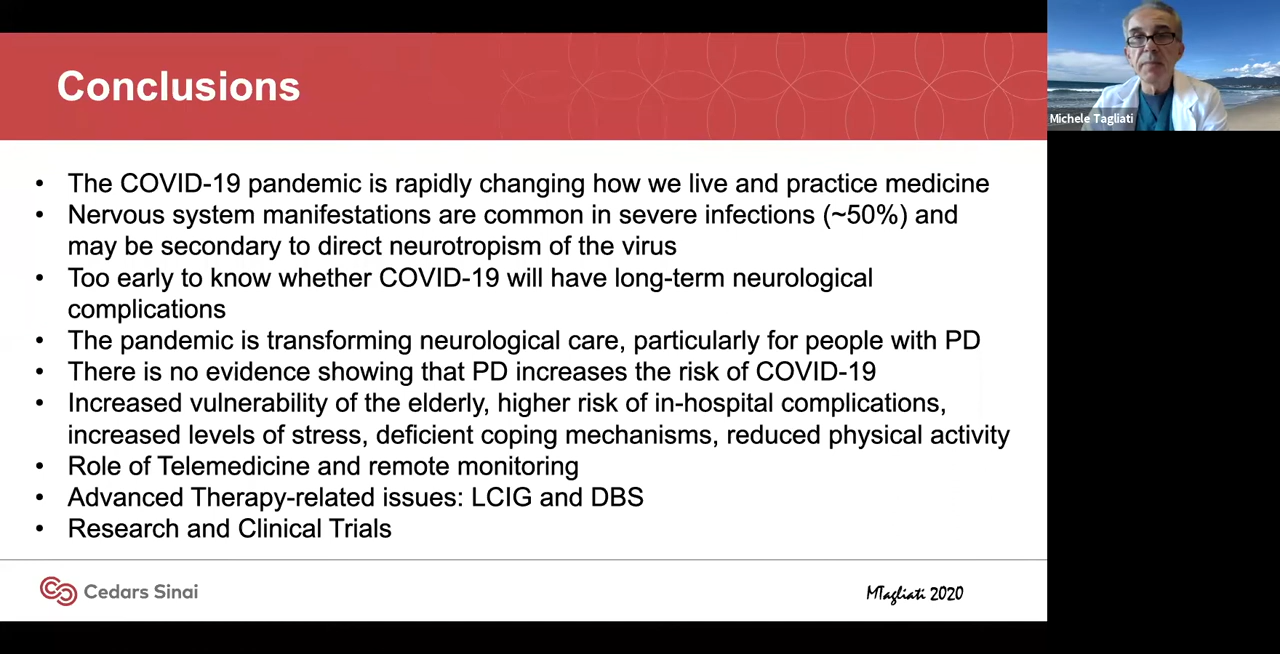 Conclusions
Michele Tagliati
• The COVID-19 pandemic is rapidly changing how we live and practice medicine
• Nervous system manifestations are common in severe infections (~50%) and
may be secondary to direct neurotropism of the virus
• Too early to know whether COVID-19 will have long-term neurological
complications
• The pandemic is transforming neurological care, particularly for people with PD
• There is no evidence showing that PD increases the risk of COVID-19
• Increased vulnerability of the elderly, higher risk of in-hospital complications,
increased levels of stress, deficient coping mechanisms, reduced physical activity
• Role of Telemedicine and remote monitoring
• Advanced Therapy-related issues: LCIG and DBS
• Research and Clinical Trials
Cedars Sinai
MTagliati 2020